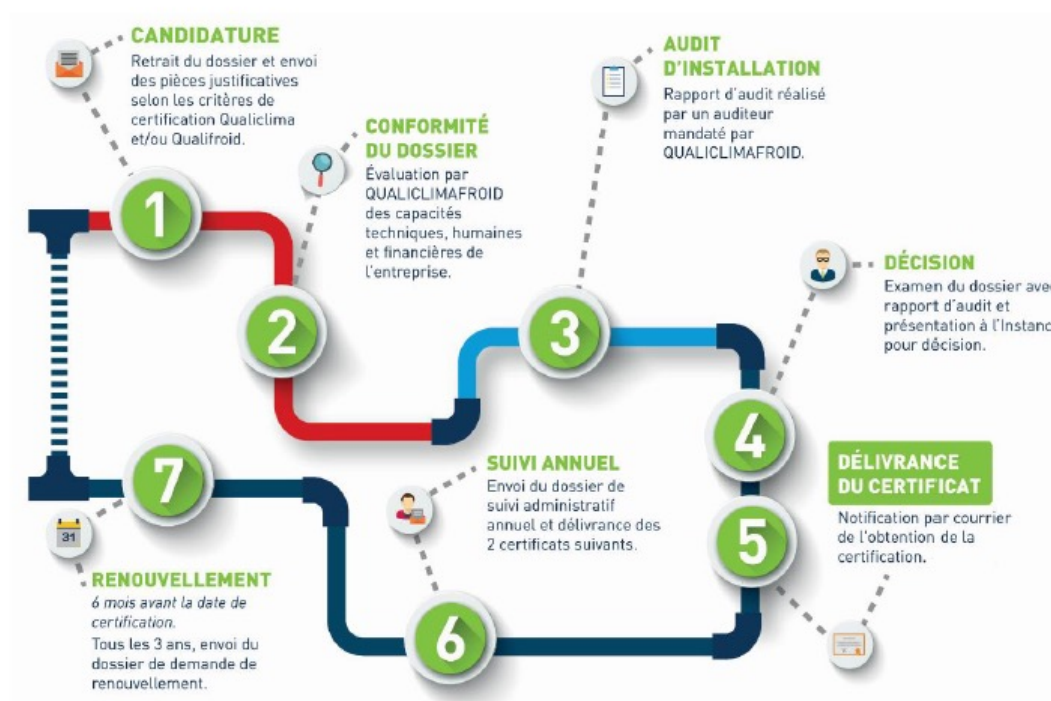 CANDIDATURE
Retrait du dossier et envoi
des pièces justificatives
selon les critères de
certification Qualiclima
et/ou Qualifroid.
1
CONFORMITÉ
DU DOSSIER
Évaluation par
QUALICLIMAFROID
des capacités
techniques, humaines
et financières de
l'entreprise.
2
AUDIT
D'INSTALLATION
Rapport d'audit réalisé
par un auditeur
mandaté par
QUALICLIMAFROID.
3
DÉCISION
Examen du dossier avec
rapport d'audit et
présentation à l'Instanc
pour décision.
4
DÉLIVRANCE
DU CERTIFICAT
Notification par courrier
de l'obtention de la
certification.
5
SUIVI ANNUEL
Envoi du dossier de
suivi administratif
annuel et délivrance des
2 certificats suivants.
6
7
31
RENOUVELLEMENT
6 mois avant la date de
certification.
Tous les 3 ans, envoi du
dossier de demande de
renouvellement.